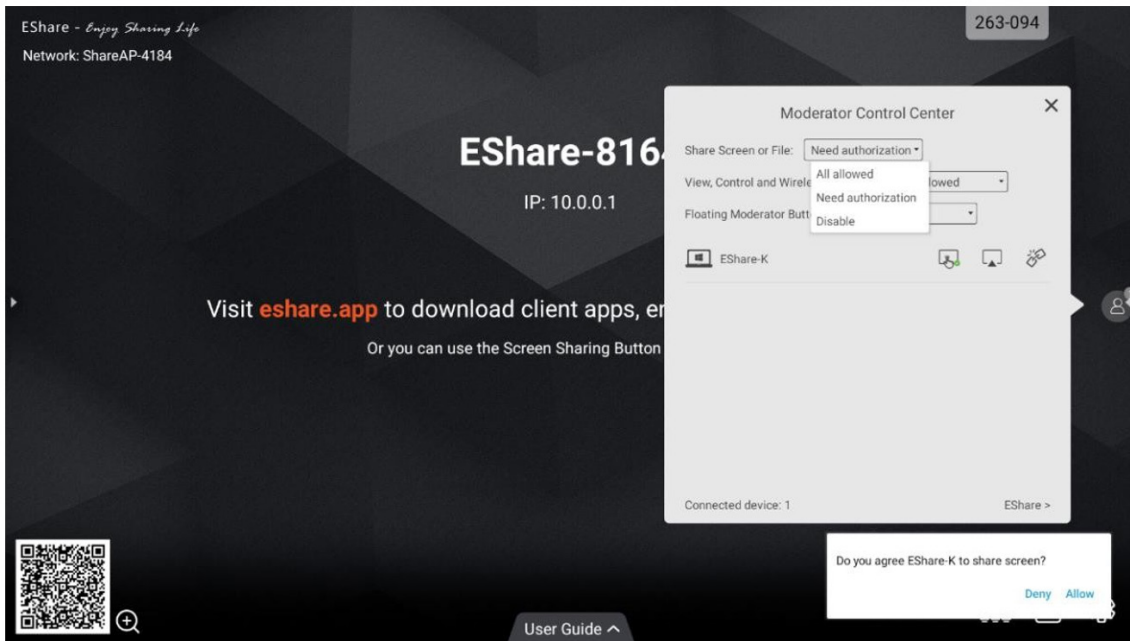 EShare - Enjoy Sharing Life
263-094
Network: ShareAP-4184
Moderator Control Center
EShare-8164
Share Screen or File: Need authorization
All allowed
View, Control and Wirele lowed
Need authorization
IP: 10.0.0.1
Floating Moderator Butt
Disable
EShare-K
Visit eshare.app to download client apps, er
Or you can use the Screen Sharing Button
Connected device: 1 EShare >
Do you agree EShare-K to share screen?
Deny Allow
User Guide